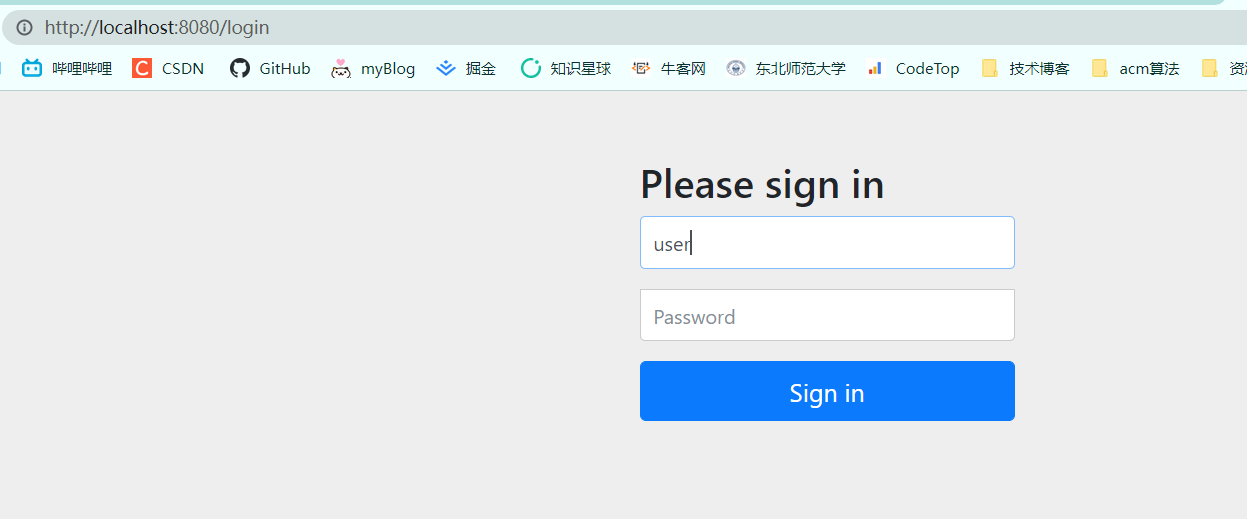 http://localhost:8080/login
哔哩哔哩 CSDN GitHub myBlog 掘金 知识星球 牛客网 东北师范大学 CodeTop 技术博客 acm算法
Please sign in
user
Password
Sign in